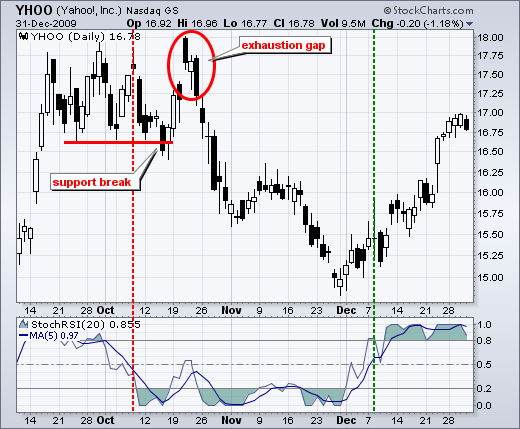 YHOO (Yahoo!, Inc.) Nasdaq GS © StockCharts.com
31-Dec-2009 Op 16.92 Hi 16.96 Lo 16.77 Cl 16.78 Vol 9.5M Chg -0.20 (-1.18%)
YHOO (Daily) 16.78
exhaustion gap
support break
18.00
17.75
17.50
17.25
17.00
16.75
16.50
16.25
16.00
15.75
15.50
15.25
15.00
14 21 28 Oct 12 19 26 Nov 9 16 23 Dec 7 14 21 28
StochRSI(20) 0.855
MA(5) 0.97
1.0
0.8
0.5
0.2
0.0
14 21 28 Oct 12 19 26 Nov 9 16 23 Dec 7 14 21 28